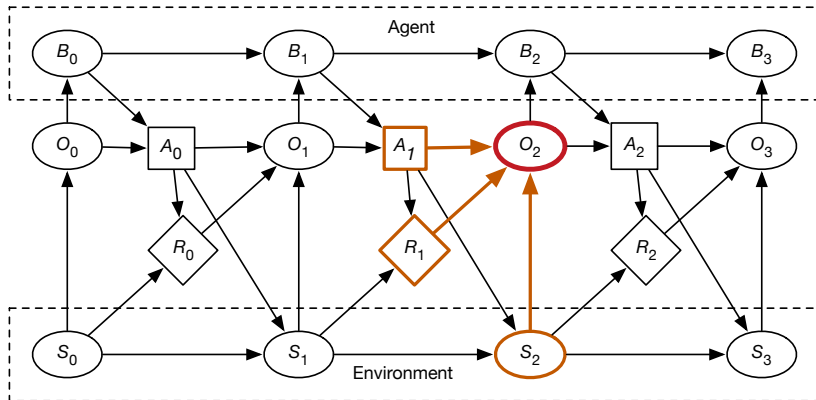 Agent
B0 B1 B2 B3
O0 A0 O1 A1 O2 A2 O3
R0 R1 R2
S0 S1 S2 S3
Environment